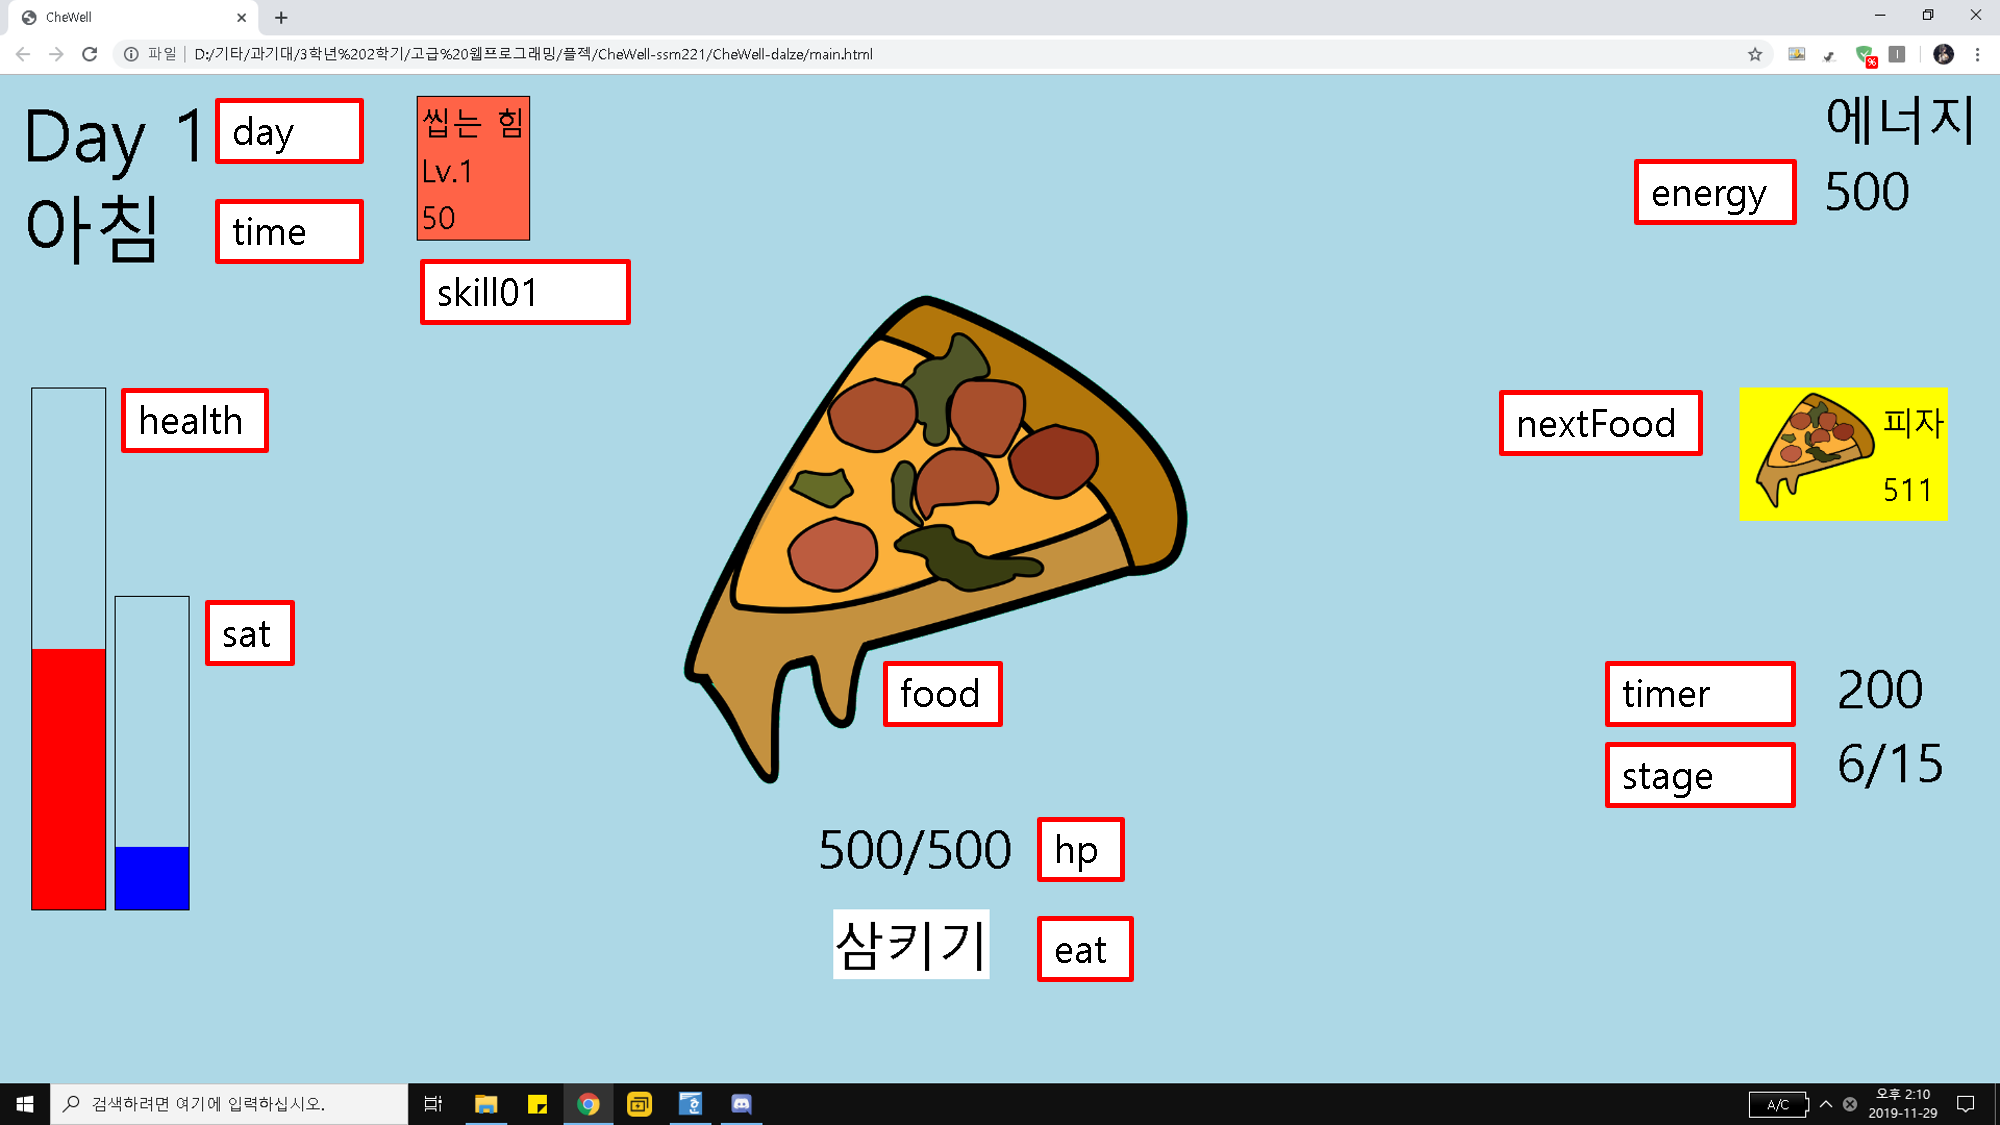 CheWell
파일 D:/기타/과기대/3학년%202학기/고급%20웹프로그래밍/플젝/CheWell-ssm221/CheWell-dalze/main.html
Day 1
day
아침
time
씹는 힘
Lv.1
50
skill01
에너지
energy
500
health
nextFood
피자
511
sat
food
timer
200
stage
6/15
500/500
hp
삼키기
eat
검색하려면 여기에 입력하십시오.
A/C
오후 2:10
2019-11-29